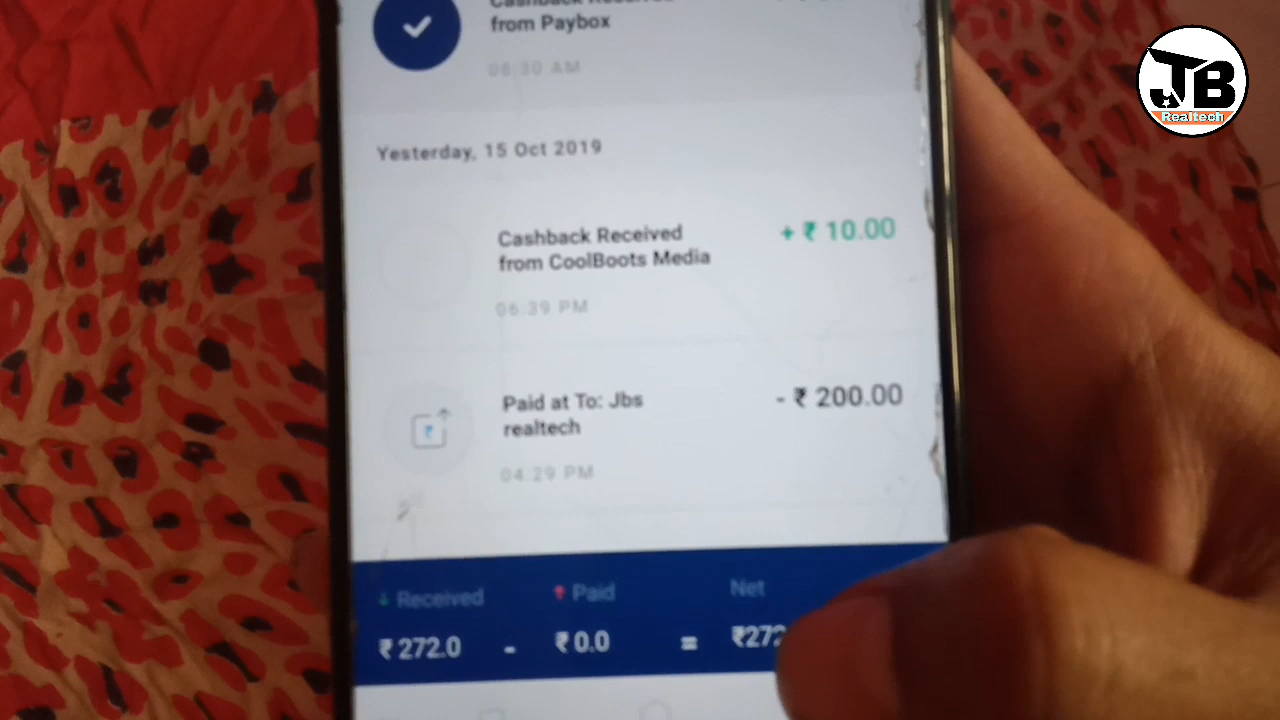 from Paybox
08:30 AM
JB
Realtech
Yesterday, 15 Oct 2019
Cashback Received
from CoolBoots Media
+ ₹ 10.00
06:39 PM
Paid at To: Jbs
realtech
- ₹ 200.00
04:29 PM
Received
Paid
Net
₹ 272.0 - ₹ 0.0 = ₹272